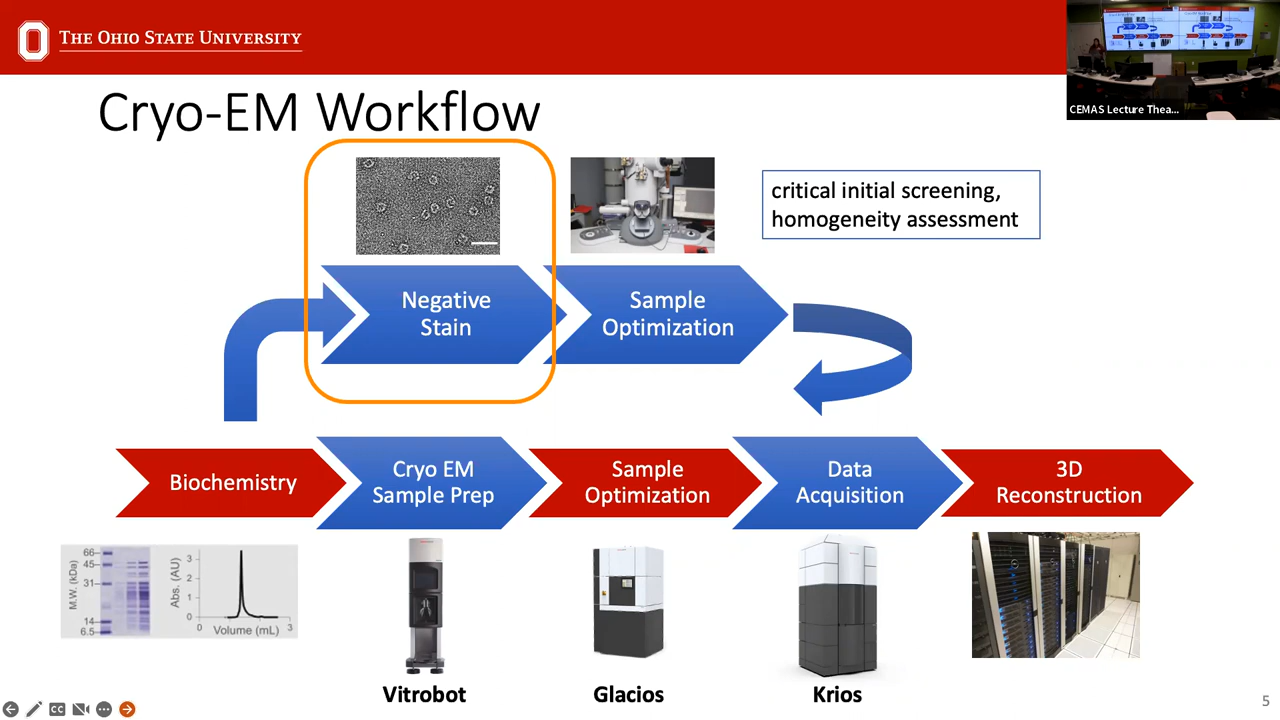 THE OHIO STATE UNIVERSITY
CEMAS Lecture Thea...
Cryo-EM Workflow
critical initial screening,
homogeneity assessment
Negative
Stain
Sample
Optimization
Biochemistry
Cryo EM
Sample Prep
Sample
Optimization
Data
Acquisition
3D
Reconstruction
M.W. (kDa)
66
45
31
14
6.5
Abs. (AU)
3
2
1
0
0
Volume (mL)
3
Vitrobot
Glacios
Krios
CC
5